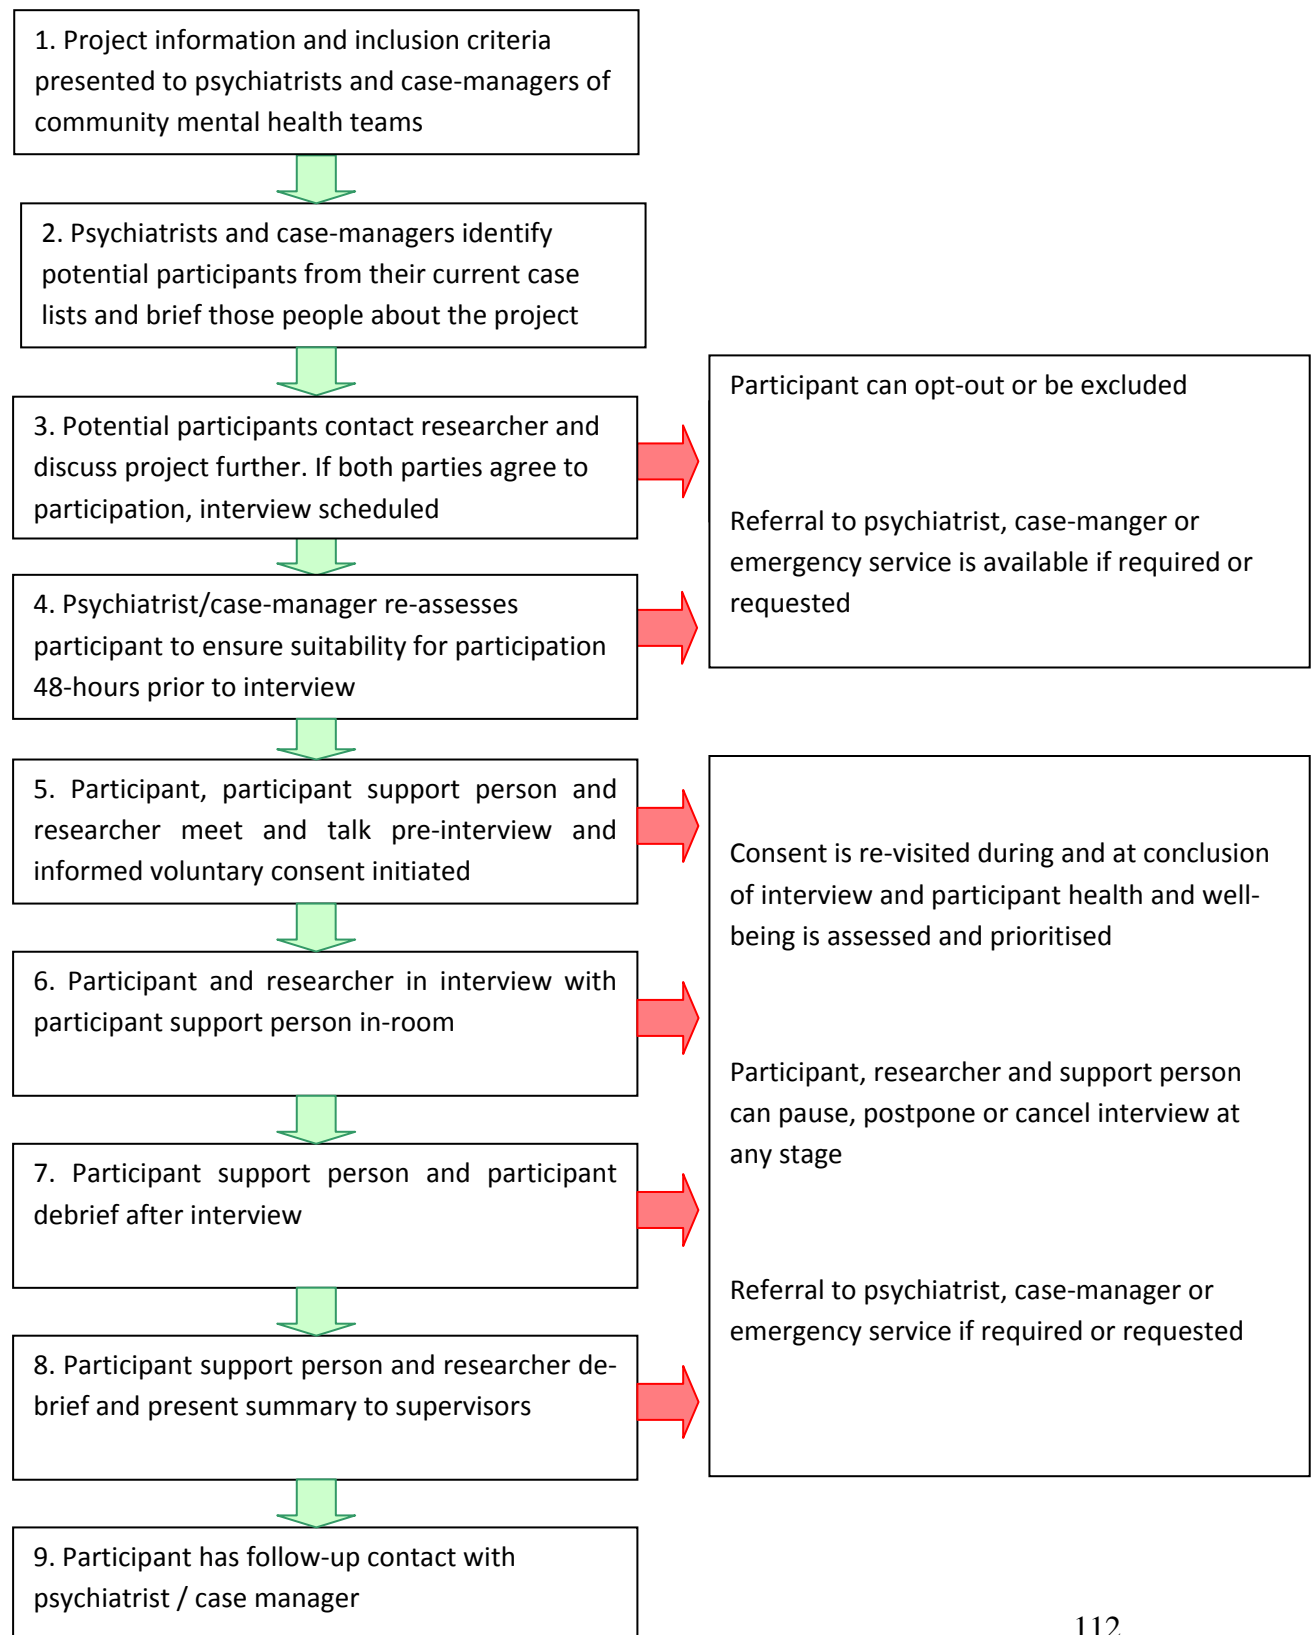 1. Project information and inclusion criteria
presented to psychiatrists and case-managers of
community mental health teams
2. Psychiatrists and case-managers identify
potential participants from their current case
lists and brief those people about the project
3. Potential participants contact researcher and
discuss project further. If both parties agree to
participation, interview scheduled
Participant can opt-out or be excluded
Referral to psychiatrist, case-manger or
emergency service is available if required or
requested
4. Psychiatrist/case-manager re-assesses
participant to ensure suitability for participation
48-hours prior to interview
5. Participant, participant support person and
researcher meet and talk pre-interview and
informed voluntary consent initiated
6. Participant and researcher in interview with
participant support person in-room
7. Participant support person and participant
debrief after interview
8. Participant support person and researcher de-
brief and present summary to supervisors
Consent is re-visited during and at conclusion
of interview and participant health and well-
being is assessed and prioritised
Participant, researcher and support person
can pause, postpone or cancel interview at
any stage
Referral to psychiatrist, case-manager or
emergency service if required or requested
9. Participant has follow-up contact with
psychiatrist / case manager
112